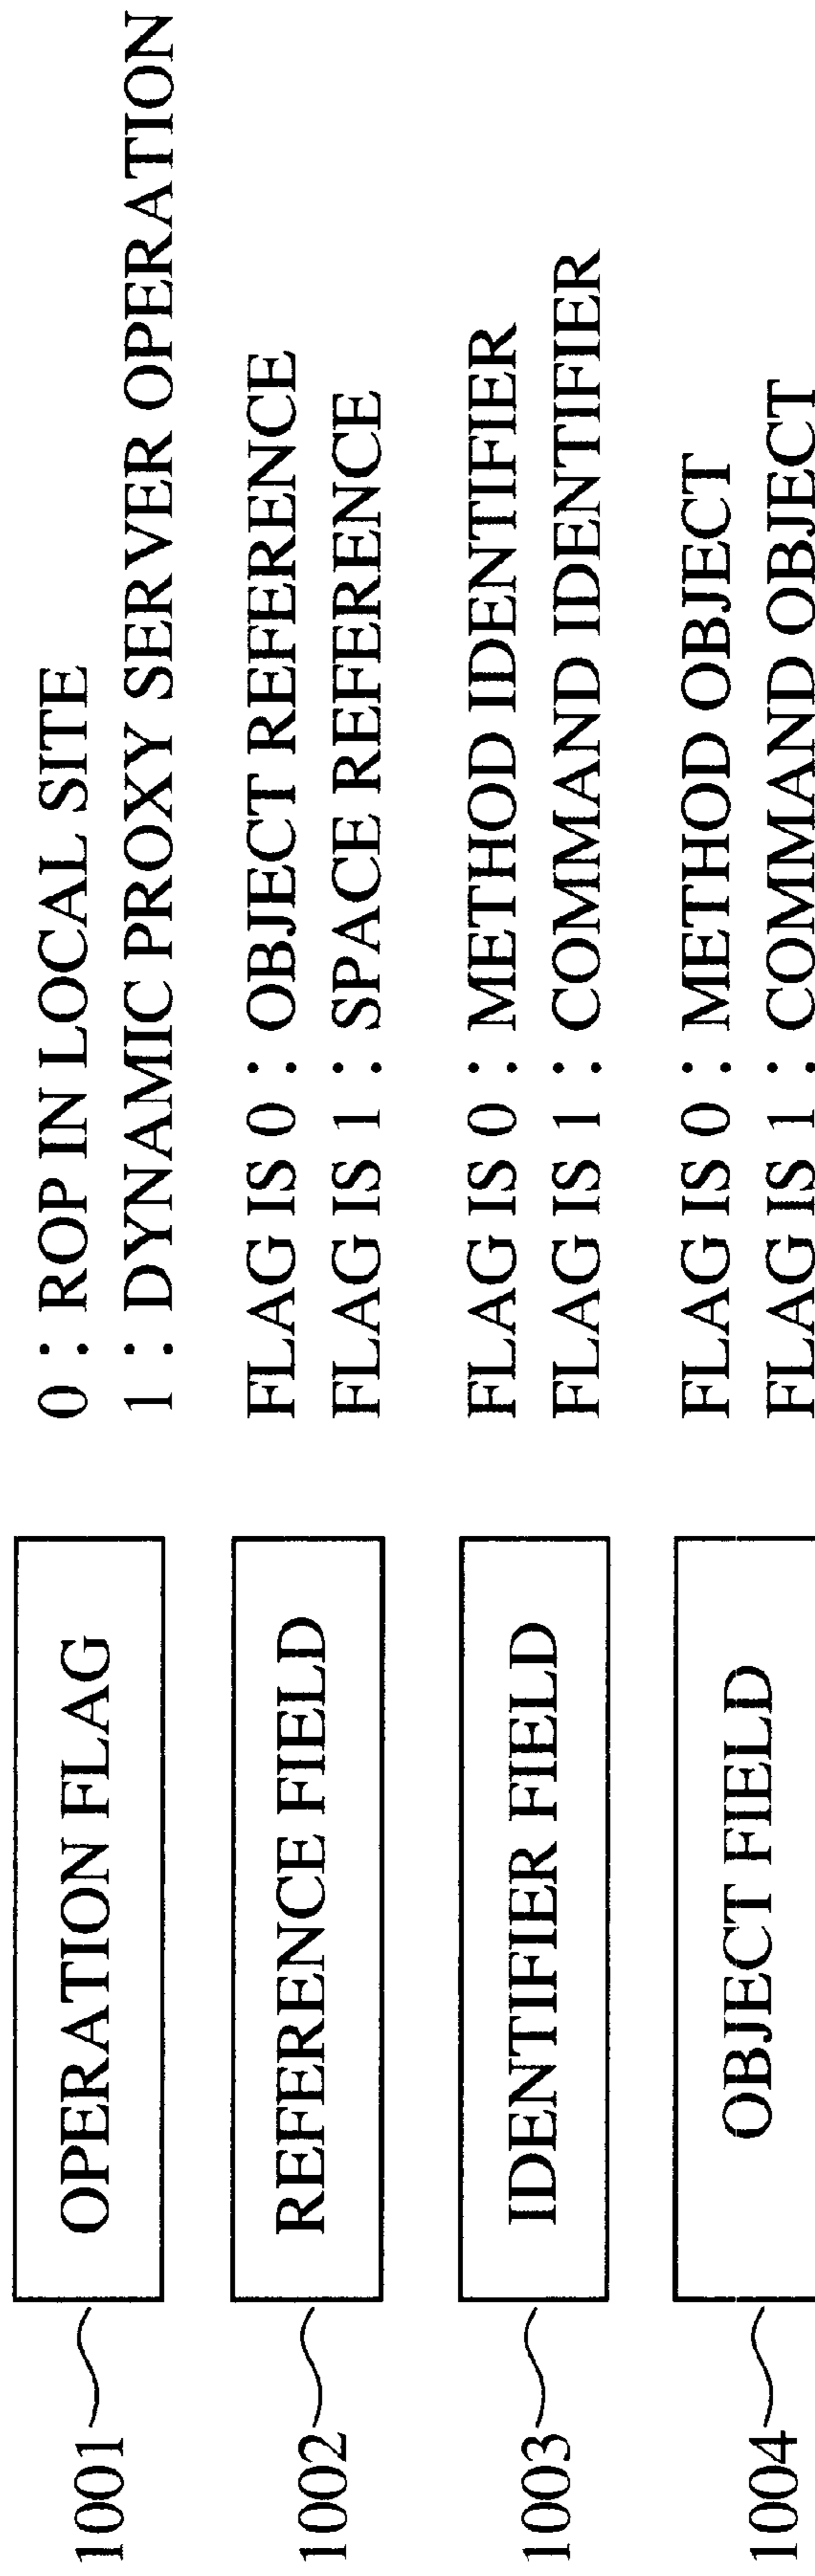 1001
OPERATION FLAG
0 : ROP IN LOCAL SITE
1 : DYNAMIC PROXY SERVER OPERATION
1002
REFERENCE FIELD
FLAG IS 0 : OBJECT REFERENCE
FLAG IS 1 : SPACE REFERENCE
1003
IDENTIFIER FIELD
FLAG IS 0 : METHOD IDENTIFIER
FLAG IS 1 : COMMAND IDENTIFIER
1004
OBJECT FIELD
FLAG IS 0 : METHOD OBJECT
FLAG IS 1 : COMMAND OBJECT